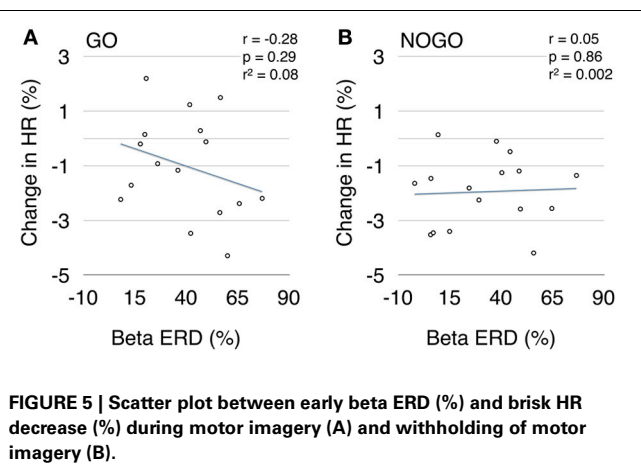 A GO
r = -0.28
p = 0.29
r² = 0.08
3
1
-1
-3
-5
Change in HR (%)
-10 15 40 65 90
Beta ERD (%)
B NOGO
r = 0.05
p = 0.86
r² = 0.002
3
1
-1
-3
-5
Change in HR (%)
-10 15 40 65 90
Beta ERD (%)
FIGURE 5 | Scatter plot between early beta ERD (%) and brisk HR
decrease (%) during motor imagery (A) and withholding of motor
imagery (B).